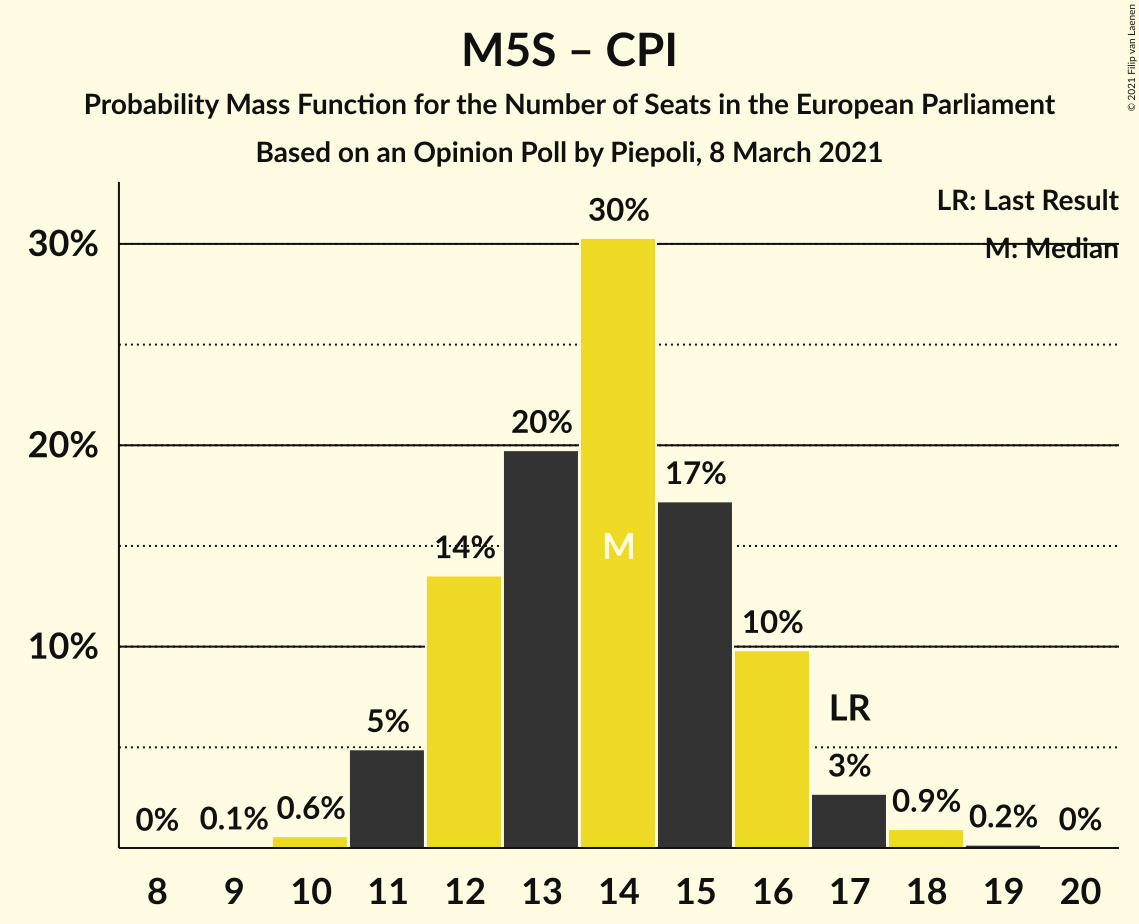 M5S – CPI
Probability Mass Function for the Number of Seats in the European Parliament
Based on an Opinion Poll by Piepoli, 8 March 2021
© 2021 Filip van Laenen
LR: Last Result
M: Median
30%
20%
10%
0%
0.1%
0.6%
5%
14%
20%
30%
M
17%
10%
LR
3%
0.9%
0.2%
0%
8 9 10 11 12 13 14 15 16 17 18 19 20